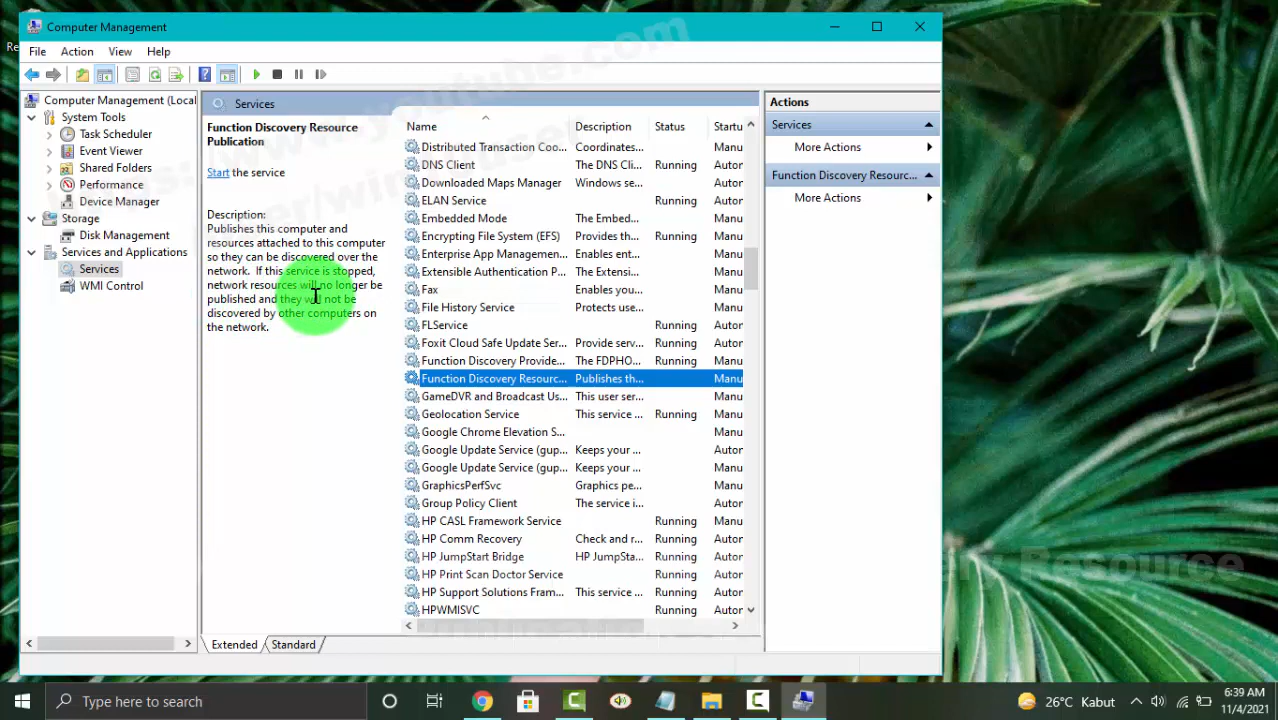 Computer Management
File Action View Help
Computer Management (Local
System Tools
Task Scheduler
Event Viewer
Shared Folders
Performance
Device Manager
Storage
Disk Management
Services and Applications
Services
WMI Control
Services
Function Discovery Resource
Publication
Start the service
Description:
Publishes this computer and
resources attached to this computer
so they can be discovered over the
network. If this service is stopped,
network resources will no longer be
published and they will not be
discovered by other computers on
the network.
Name Description Status Startu
Distributed Transaction Coo... Coordinates... Manu
DNS Client The DNS Cli... Running Autor
Downloaded Maps Manager Windows se... Autor
ELAN Service Running Autor
Embedded Mode The Embed... Manu
Encrypting File System (EFS) Provides th... Running Manu
Enterprise App Managemen... Enables ent... Manu
Extensible Authentication P... The Extensi... Manu
Fax Enables you... Manu
File History Service Protects use... Manu
FLService Running Autor
Foxit Cloud Safe Update Ser... Provide serv... Running Autor
Function Discovery Provide... The FDPHO... Running Manu
Function Discovery Resourc... Publishes th... Manu
GameDVR and Broadcast Us... This user ser... Manu
Geolocation Service This service ... Running Manu
Google Chrome Elevation S... Manu
Google Update Service (gup... Keeps your ... Autor
Google Update Service (gup... Keeps your ... Manu
GraphicsPerfSvc Graphics pe... Manu
Group Policy Client The service i... Autor
HP CASL Framework Service Running Autor
HP Comm Recovery Check and r... Running Autor
HP JumpStart Bridge HP JumpSta... Running Autor
HP Print Scan Doctor Service Running Autor
HP Support Solutions Fram... This service ... Running Autor
HPWMISVC Running Autor
Extended Standard
Actions
Services
More Actions
Function Discovery Resourc...
More Actions
Type here to search
26°C Kabut
6:39 AM
11/4/2021